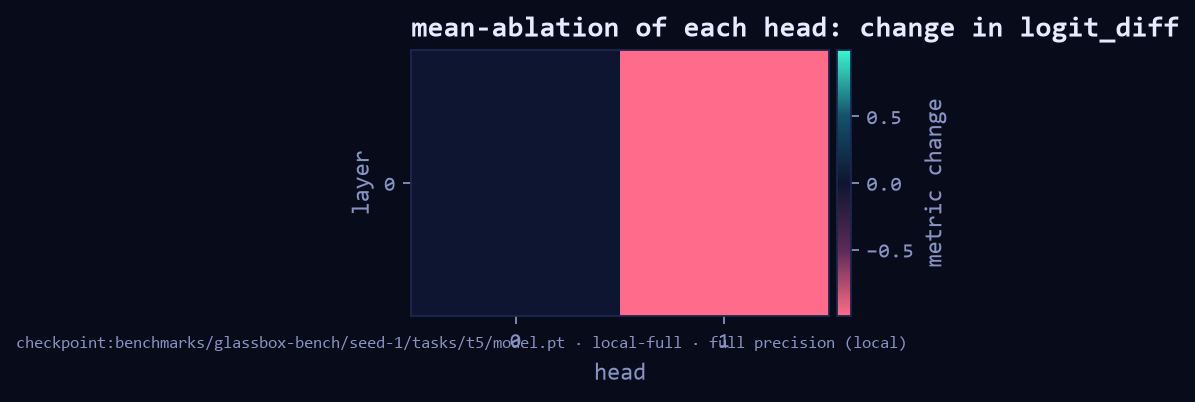 mean-ablation of each head: change in logit_diff
layer
0
0.5
0.0
−0.5
metric change
0 1
checkpoint:benchmarks/glassbox-bench/seed-1/tasks/t5/model.pt · local-full · full precision (local)
head